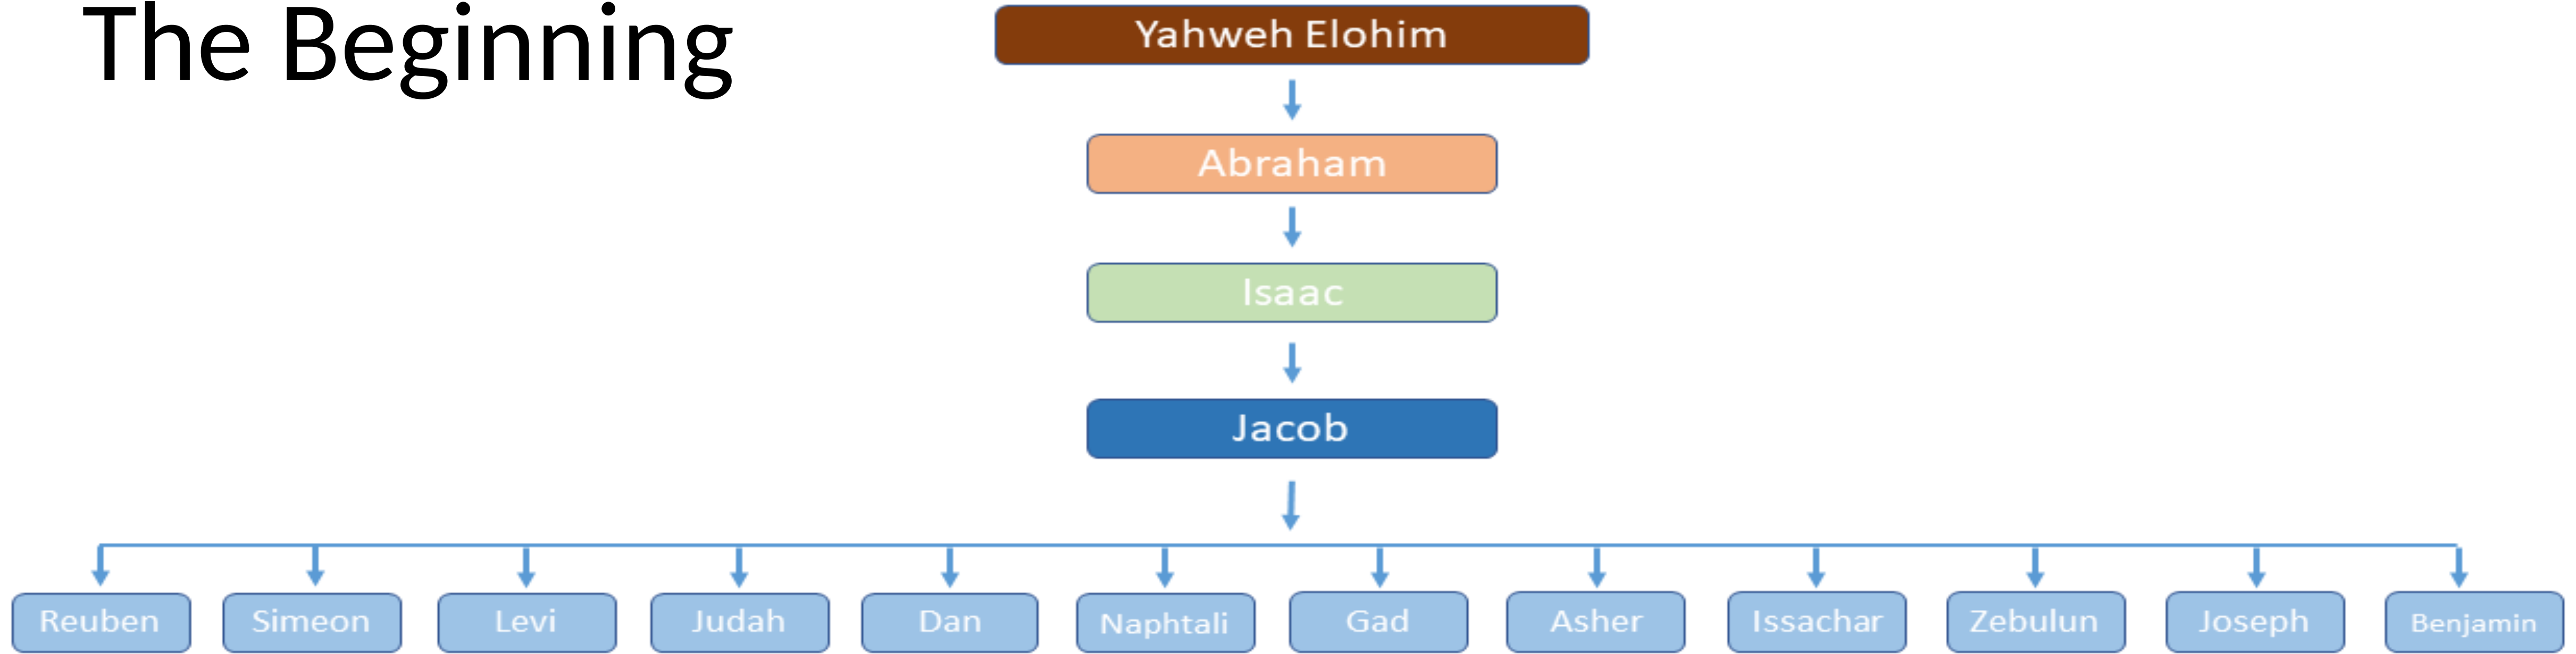 The Beginning
Yahweh Elohim
Abraham
Isaac
Jacob
Reuben
Simeon
Levi
Judah
Dan
Naphtali
Gad
Asher
Issachar
Zebulun
Joseph
Benjamin